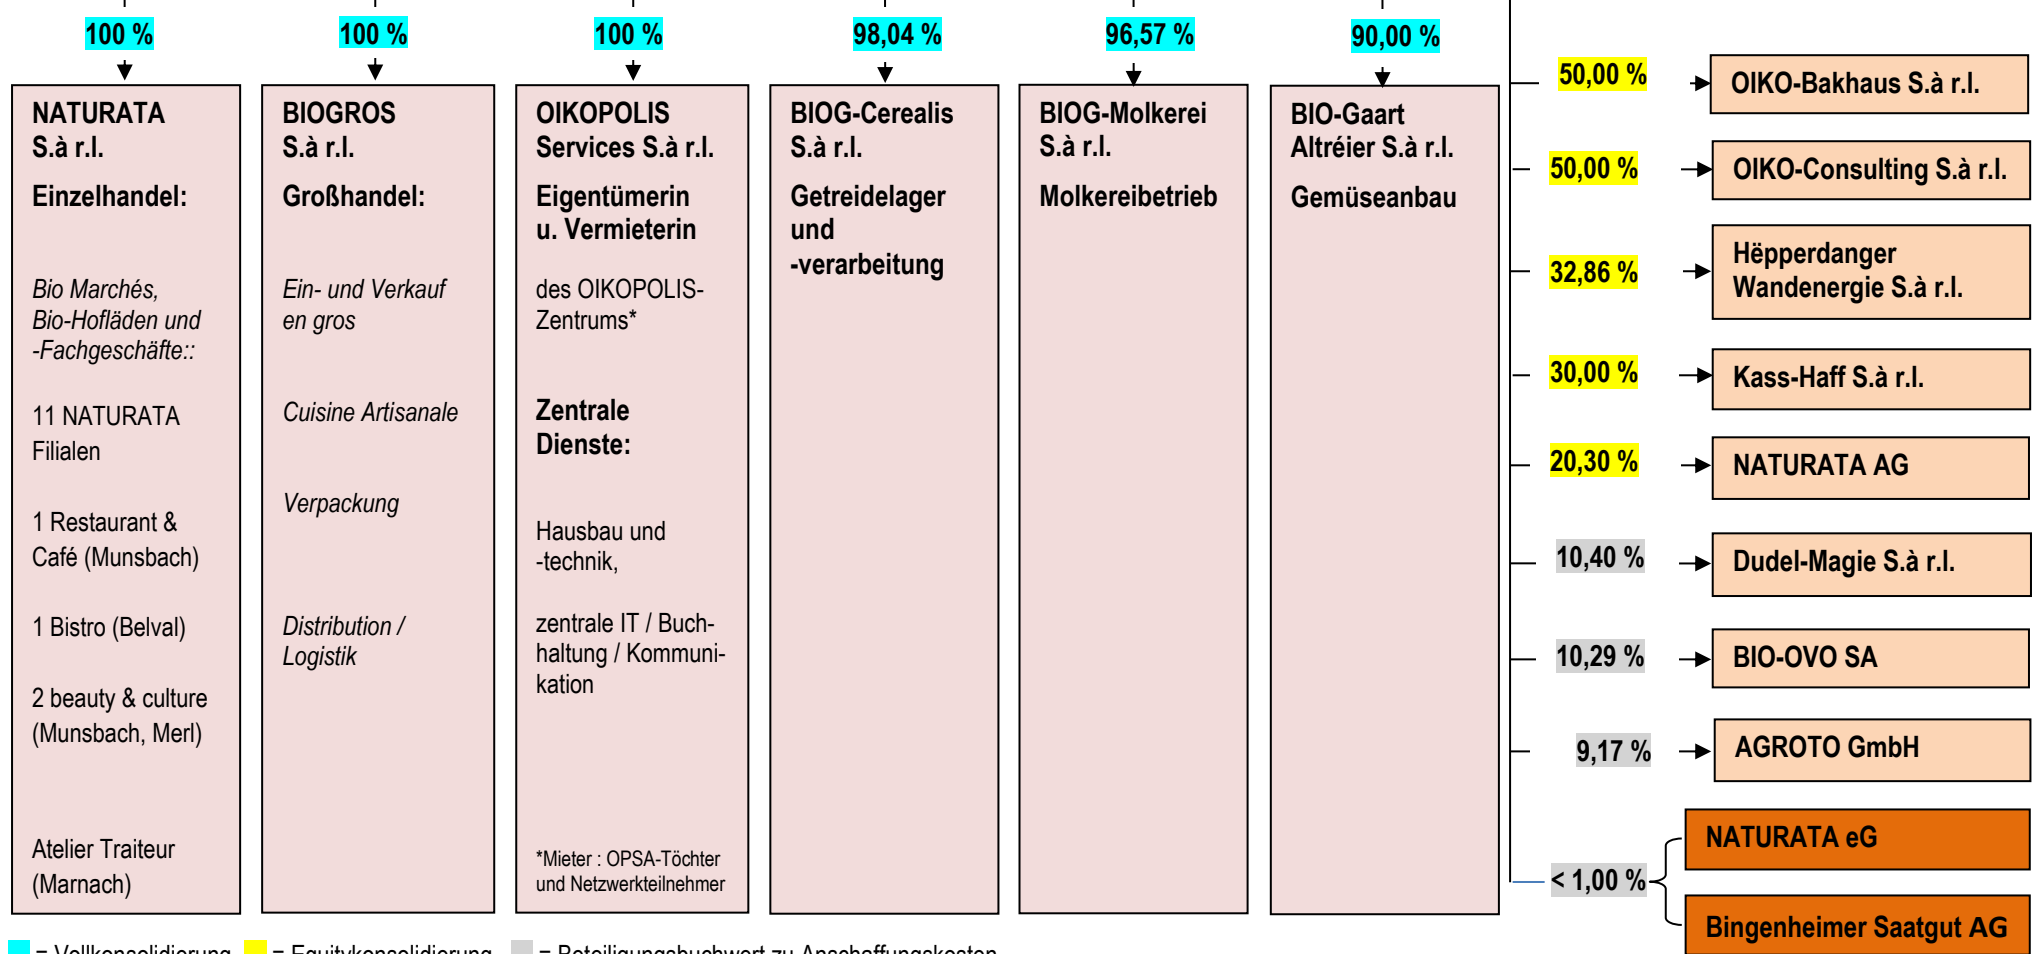 100 %
NATURATA
S.à r.l.
Einzelhandel:
Bio Marchés,
Bio-Hofläden und
-Fachgeschäfte::
11 NATURATA
Filialen
1 Restaurant &
Café (Munsbach)
1 Bistro (Belval)
2 beauty & culture
(Munsbach, Merl)
Atelier Traiteur
(Marnach)
100 %
BIOGROS
S.à r.l.
Großhandel:
Ein- und Verkauf
en gros
Cuisine Artisanale
Verpackung
Distribution /
Logistik
100 %
OIKOPOLIS
Services S.à r.l.
Eigentümerin
u. Vermieterin
des OIKOPOLIS-
Zentrums*
Zentrale
Dienste:
Hausbau und
-technik,
zentrale IT / Buch-
haltung / Kommuni-
kation
*Mieter : OPSA-Töchter
und Netzwerkteilnehmer
98,04 %
BIOG-Cerealis
S.à r.l.
Getreidelager
und
-verarbeitung
96,57 %
BIOG-Molkerei
S.à r.l.
Molkereibetrieb
90,00 %
BIO-Gaart
Altréier S.à r.l.
Gemüseanbau
50,00 %
OIKO-Bakhaus S.à r.l.
50,00 %
OIKO-Consulting S.à r.l.
32,86 %
Hëpperdanger
Wandenergie S.à r.l.
30,00 %
Kass-Haff S.à r.l.
20,30 %
NATURATA AG
10,40 %
Dudel-Magie S.à r.l.
10,29 %
BIO-OVO SA
9,17 %
AGROTO GmbH
< 1,00 %
NATURATA eG
Bingenheimer Saatgut AG
= Vollkonsolidierung = Equitykonsolidierung = Beteiligungsbuchwert zu Anschaffungskosten